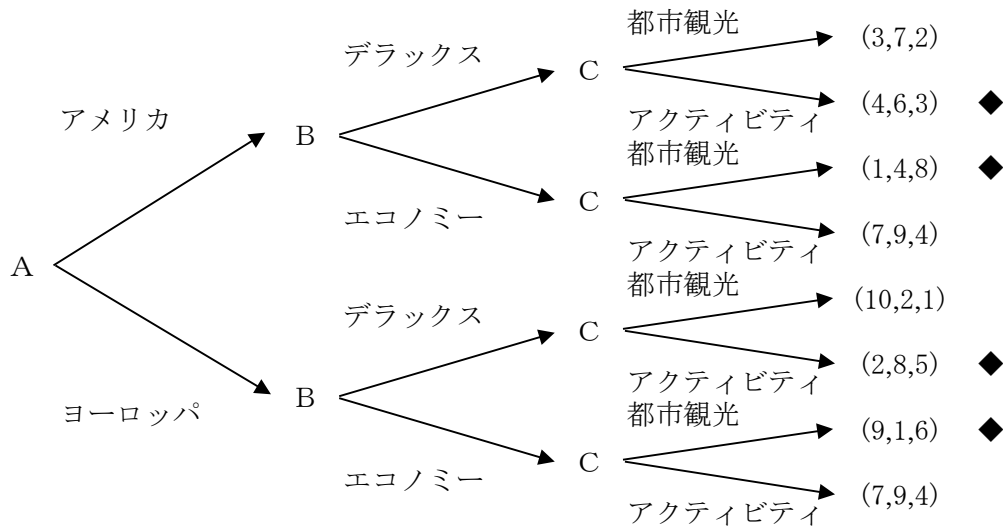 都市観光
(3,7,2)
デラックス
C
アクティビティ
(4,6,3) ◆
アメリカ
B
都市観光
(1,4,8) ◆
エコノミー
C
アクティビティ
(7,9,4)
A
都市観光
(10,2,1)
デラックス
C
アクティビティ
(2,8,5) ◆
ヨーロッパ
B
都市観光
(9,1,6) ◆
エコノミー
C
アクティビティ
(7,9,4)